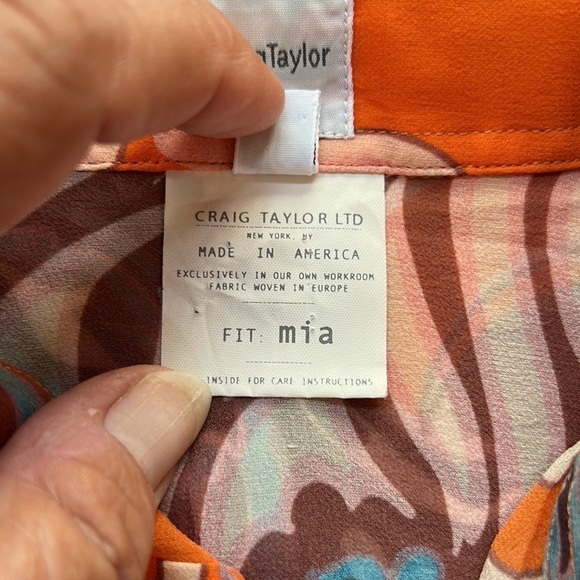 gTaylor
CRAIG TAYLOR LTD
NEW YORK, NY
MADE IN AMERICA
EXCLUSIVELY IN OUR OWN WORKROOM
FABRIC WOVEN IN EUROPE
FIT: mia
INSIDE FOR CARE INSTRUCTIONS